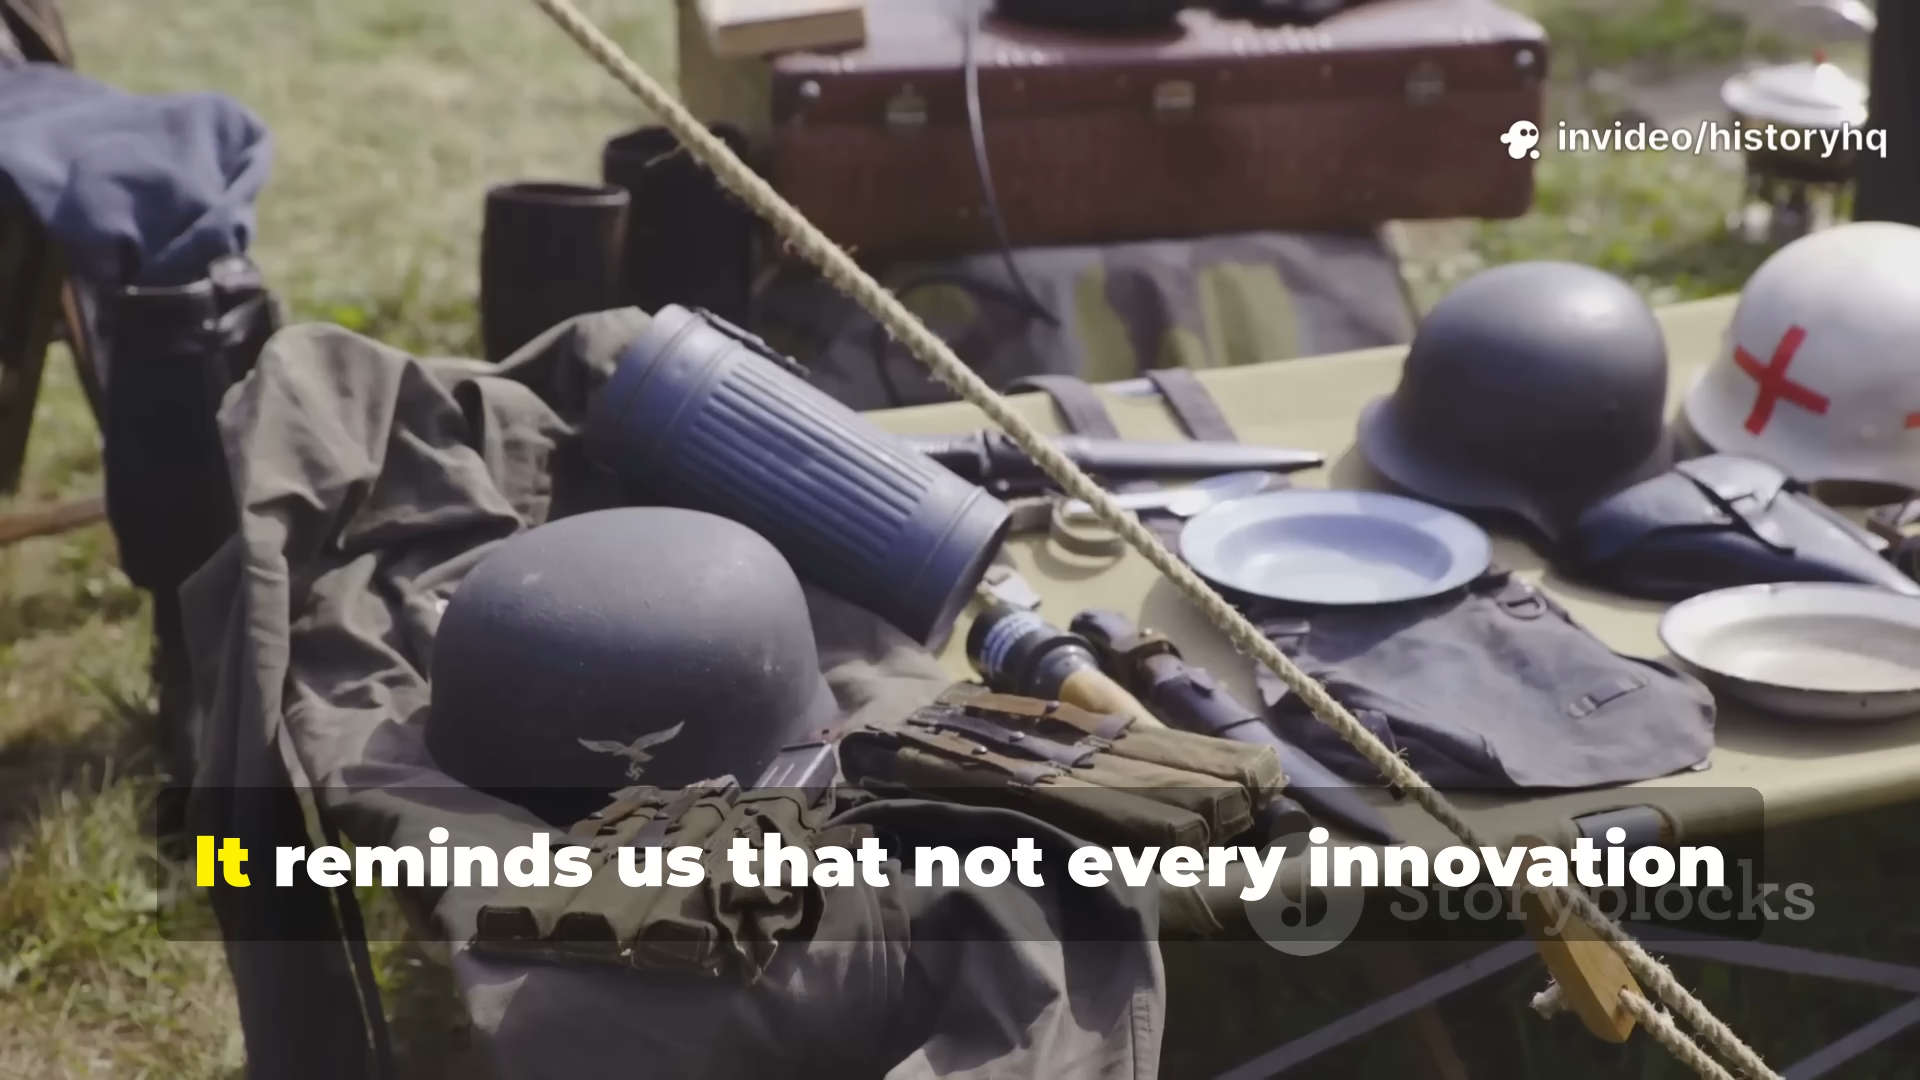 invideo/historyhq
It reminds us that not every innovation
Storyblocks